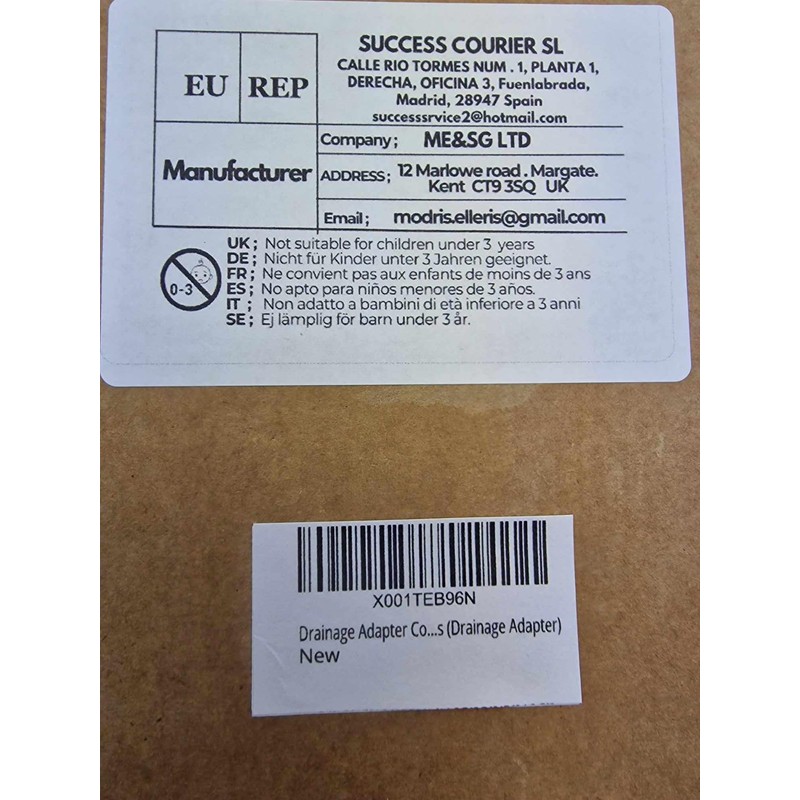 EU REP
SUCCESS COURIER SL
CALLE RIO TORMES NUM . 1, PLANTA 1,
DERECHA, OFICINA 3, Fuenlabrada,
Madrid, 28947 Spain
successsrvice2@hotmail.com
Manufacturer
Company ; ME&SG LTD
ADDRESS ; 12 Marlowe road . Margate.
Kent CT9 3SQ UK
Email ; modris.elleris@gmail.com
0-3
UK ; Not suitable for children under 3 years
DE ; Nicht für Kinder unter 3 Jahren geeignet.
FR ; Ne convient pas aux enfants de moins de 3 ans
ES ; No apto para niños menores de 3 años.
IT ; Non adatto a bambini di età inferiore a 3 anni
SE ; Ej lämplig för barn under 3 år.
X001TEB96N
Drainage Adapter Co...s (Drainage Adapter)
New